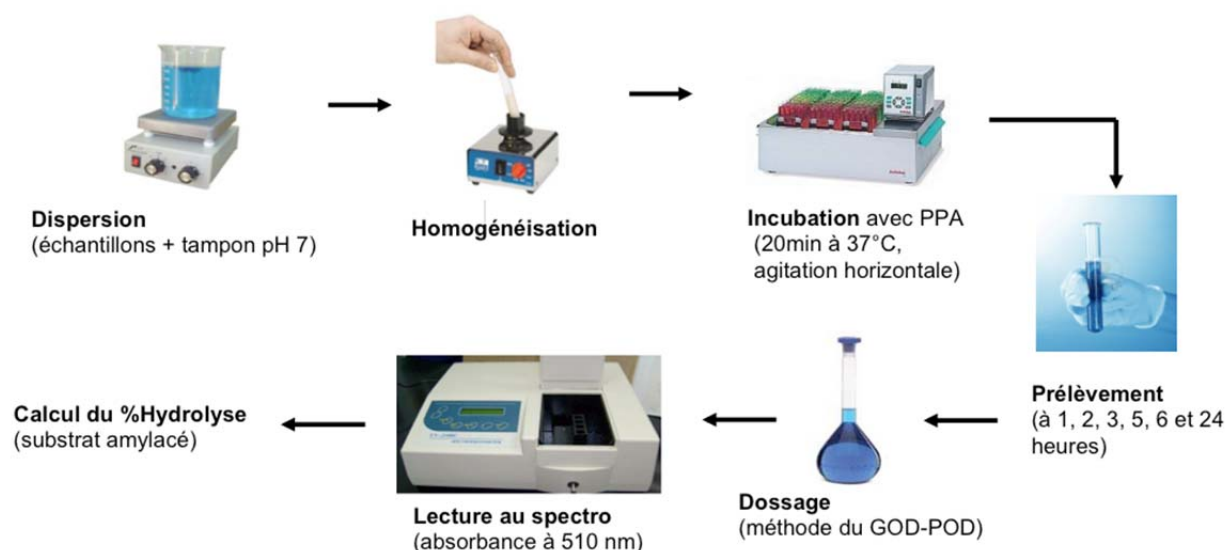 Dispersion
(échantillons + tampon pH 7)
Homogénéisation
Incubation avec PPA
(20min à 37°C,
agitation horizontale)
Prélèvement
(à 1, 2, 3, 5, 6 et 24
heures)
Dossage
(méthode du GOD-POD)
Lecture au spectro
(absorbance à 510 nm)
Calcul du %Hydrolyse
(substrat amylacé)